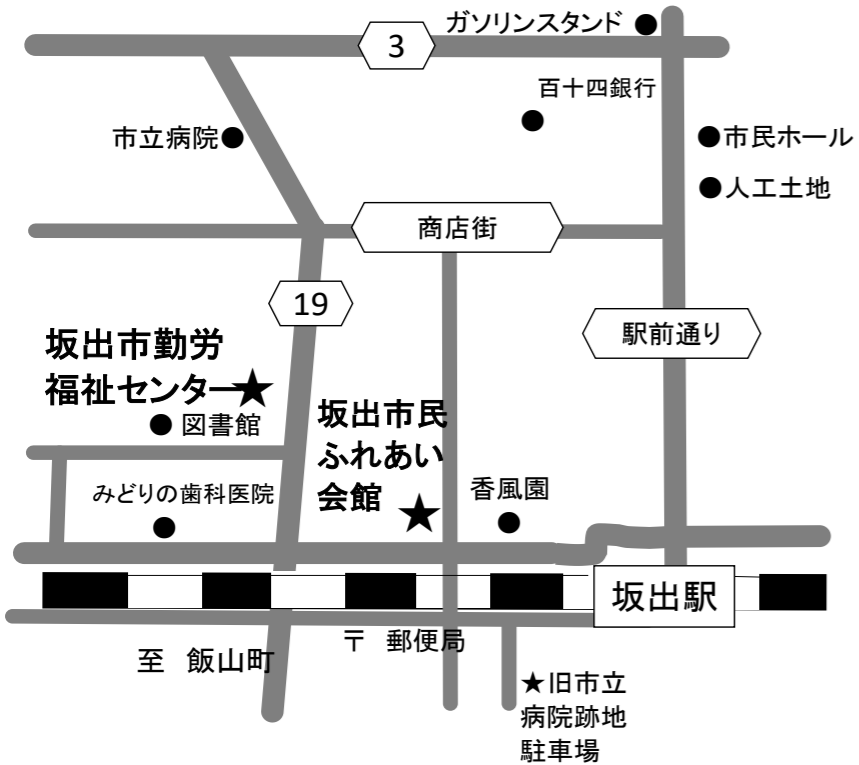 ガソリンスタンド
3
百十四銀行
市立病院
市民ホール
人工土地
商店街
19
駅前通り
坂出市勤労
福祉センター
図書館
坂出市民
ふれあい
会館
みどりの歯科医院
香風園
坂出駅
〒 郵便局
至 飯山町
★旧市立
病院跡地
駐車場